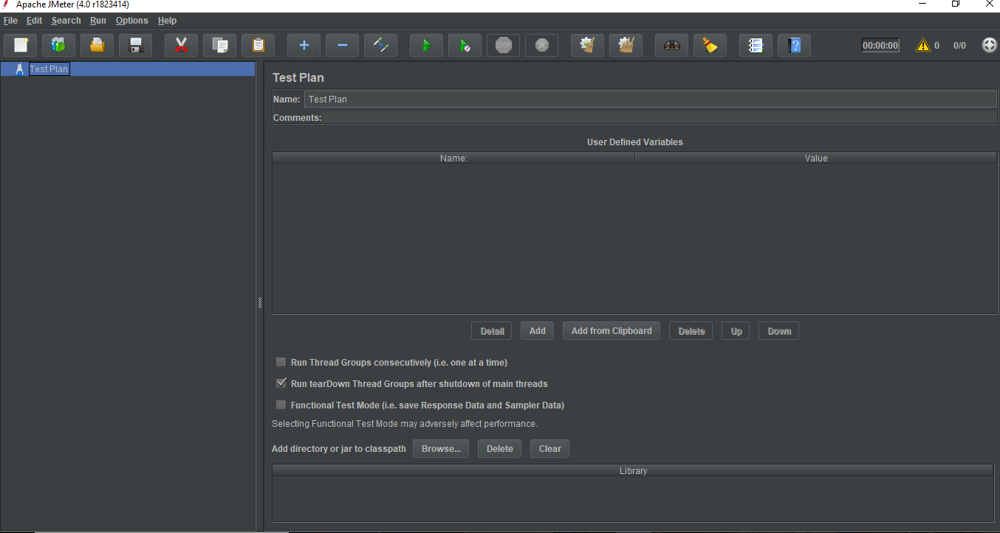 Apache JMeter (4.0 r1823414)
File Edit Search Run Options Help
STOP ? 00:00:00 0 0/0
Test Plan
Test Plan
Name: Test Plan
Comments:
User Defined Variables
Name: Value
Detail Add Add from Clipboard Delete Up Down
Run Thread Groups consecutively (i.e. one at a time)
Run tearDown Thread Groups after shutdown of main threads
Functional Test Mode (i.e. save Response Data and Sampler Data)
Selecting Functional Test Mode may adversely affect performance.
Add directory or jar to classpath Browse... Delete Clear
Library